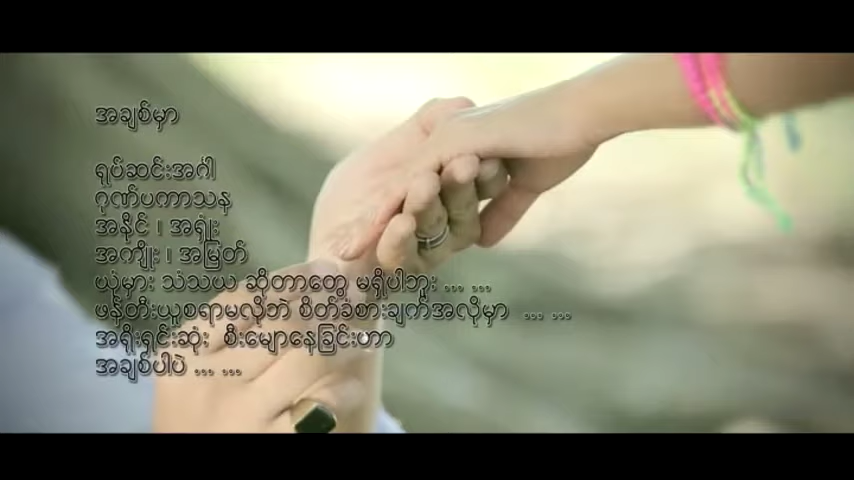 အချစ်မှာ
ရုပ်ဆင်းအင်္ဂါ
ဂုဏ်ပကာသန
အနိုင် ၊ အရှုံး
အကျိုး ၊ အမြတ်
ယုံမှား သံသယ ဆိုတာတွေ မရှိပါဘူး ... ...
ဖန်တီးယူစရာမလိုဘဲ စိတ်ခံစားချက်အလိုမှာ ... ...
အရိုးရှင်းဆုံး စီးမျောနေခြင်းဟာ
အချစ်ပါပဲ ... ...